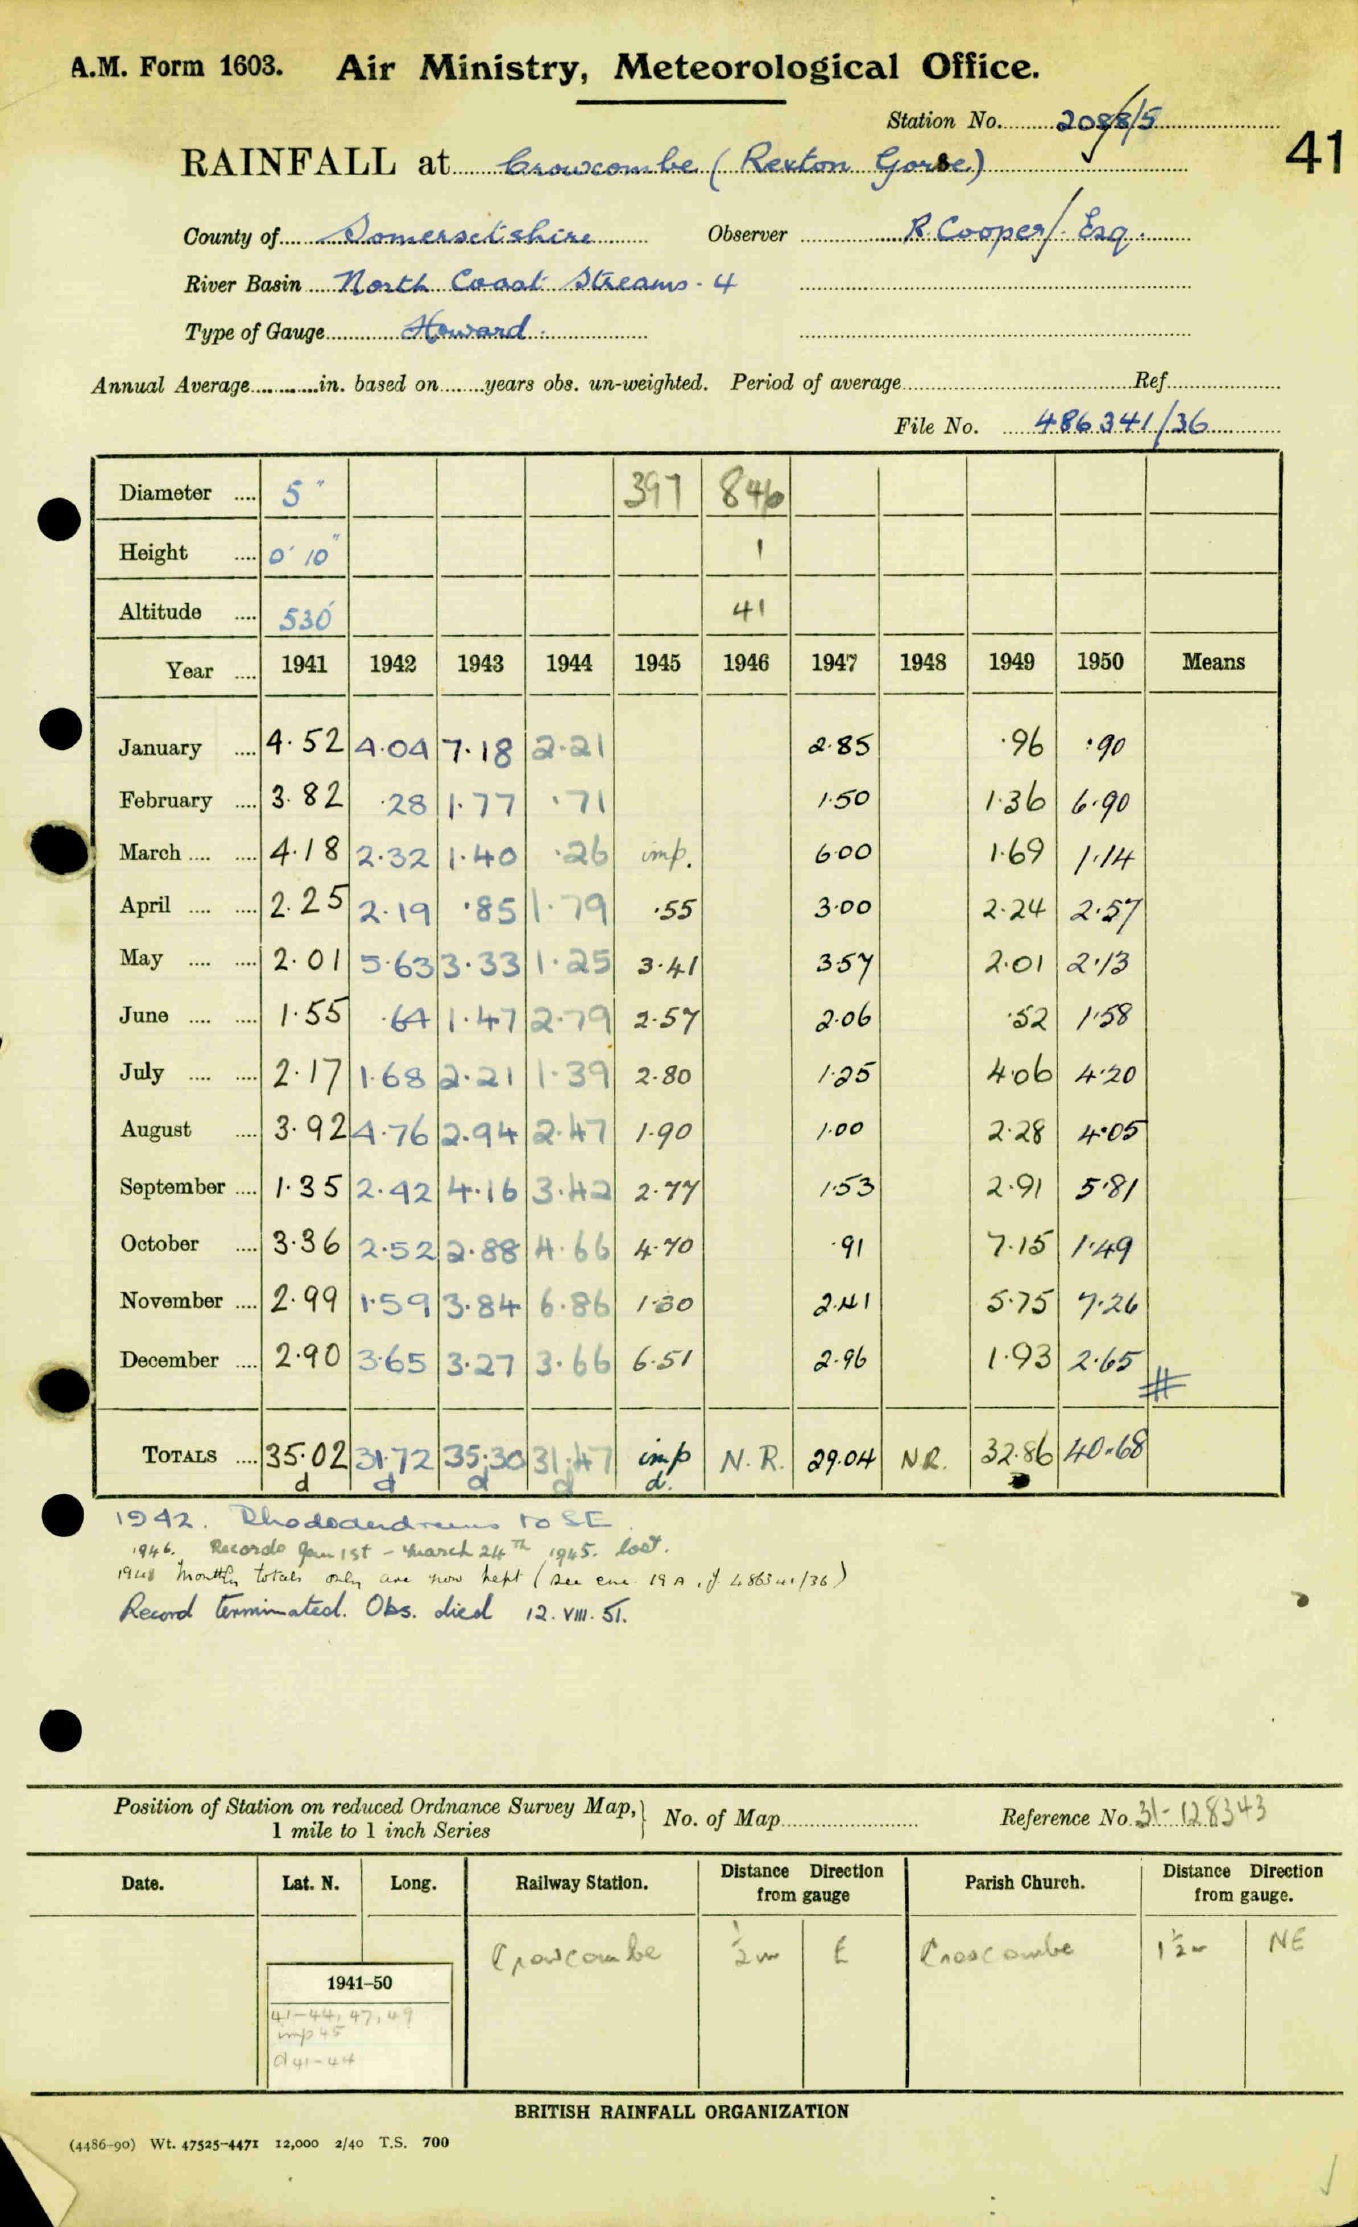 A.M. Form 1603. Air Ministry, Meteorological Office.
Station No. 2088/5
41
RAINFALL at Crowcombe (Rexton Gorse)
County of Somersetshire Observer R. Cooper, Esq.
River Basin North Coast Streams - 4
Type of Gauge Howard.
Annual Average in. based on years obs. un-weighted. Period of average Ref.
File No. 486341/36
Diameter .... 5" 397 846
Height .... 0' 10" 1
Altitude .... 530' 41
Year .... 1941 1942 1943 1944 1945 1946 1947 1948 1949 1950 Means
January .... 4.52 4.04 7.18 2.21 2.85 .96 .90
February .... 3.82 .28 1.77 .71 1.50 1.36 6.90
March .... .... 4.18 2.32 1.40 .26 imp. 6.00 1.69 1.14
April .... .... 2.25 2.19 .85 1.79 .55 3.00 2.24 2.57
May .... .... 2.01 5.63 3.33 1.25 3.41 3.57 2.01 2.13
June .... .... 1.55 .64 1.47 2.79 2.57 2.06 .52 1.58
July .... .... 2.17 1.68 2.21 1.39 2.80 1.25 4.06 4.20
August .... 3.92 4.76 2.94 2.47 1.90 1.00 2.28 4.05
September .... 1.35 2.42 4.16 3.42 2.77 1.53 2.91 5.81
October .... 3.36 2.52 2.88 4.66 4.70 .91 7.15 1.49
November .... 2.99 1.59 3.84 6.86 1.30 2.41 5.75 7.26
December .... 2.90 3.65 3.27 3.66 6.51 2.96 1.93 2.65
#
TOTALS .... 35.02 31.72 35.30 31.47 imp N.R. 29.04 N.R. 32.86 40.68
d d d d d.
1942. Rhododendrons to SE.
1946. Records Jan 1st - March 24th 1945. lost.
1948 Monthly totals only are now kept (see enc. 19A, f. 486341/36)
Record terminated. Obs. died 12.VIII.51.
Position of Station on reduced Ordnance Survey Map, 1 mile to 1 inch Series No. of Map Reference No. 31-128343
Date. Lat. N. Long. Railway Station. Distance Direction from gauge Parish Church. Distance Direction from gauge.
Crowcombe 1/2 m E Crowcombe 1 1/2 m NE
1941-50
41-44, 47, 49
imp 45
d 41-44
BRITISH RAINFALL ORGANIZATION
(4486-90) Wt. 47525-4471 12,000 2/40 T.S. 700